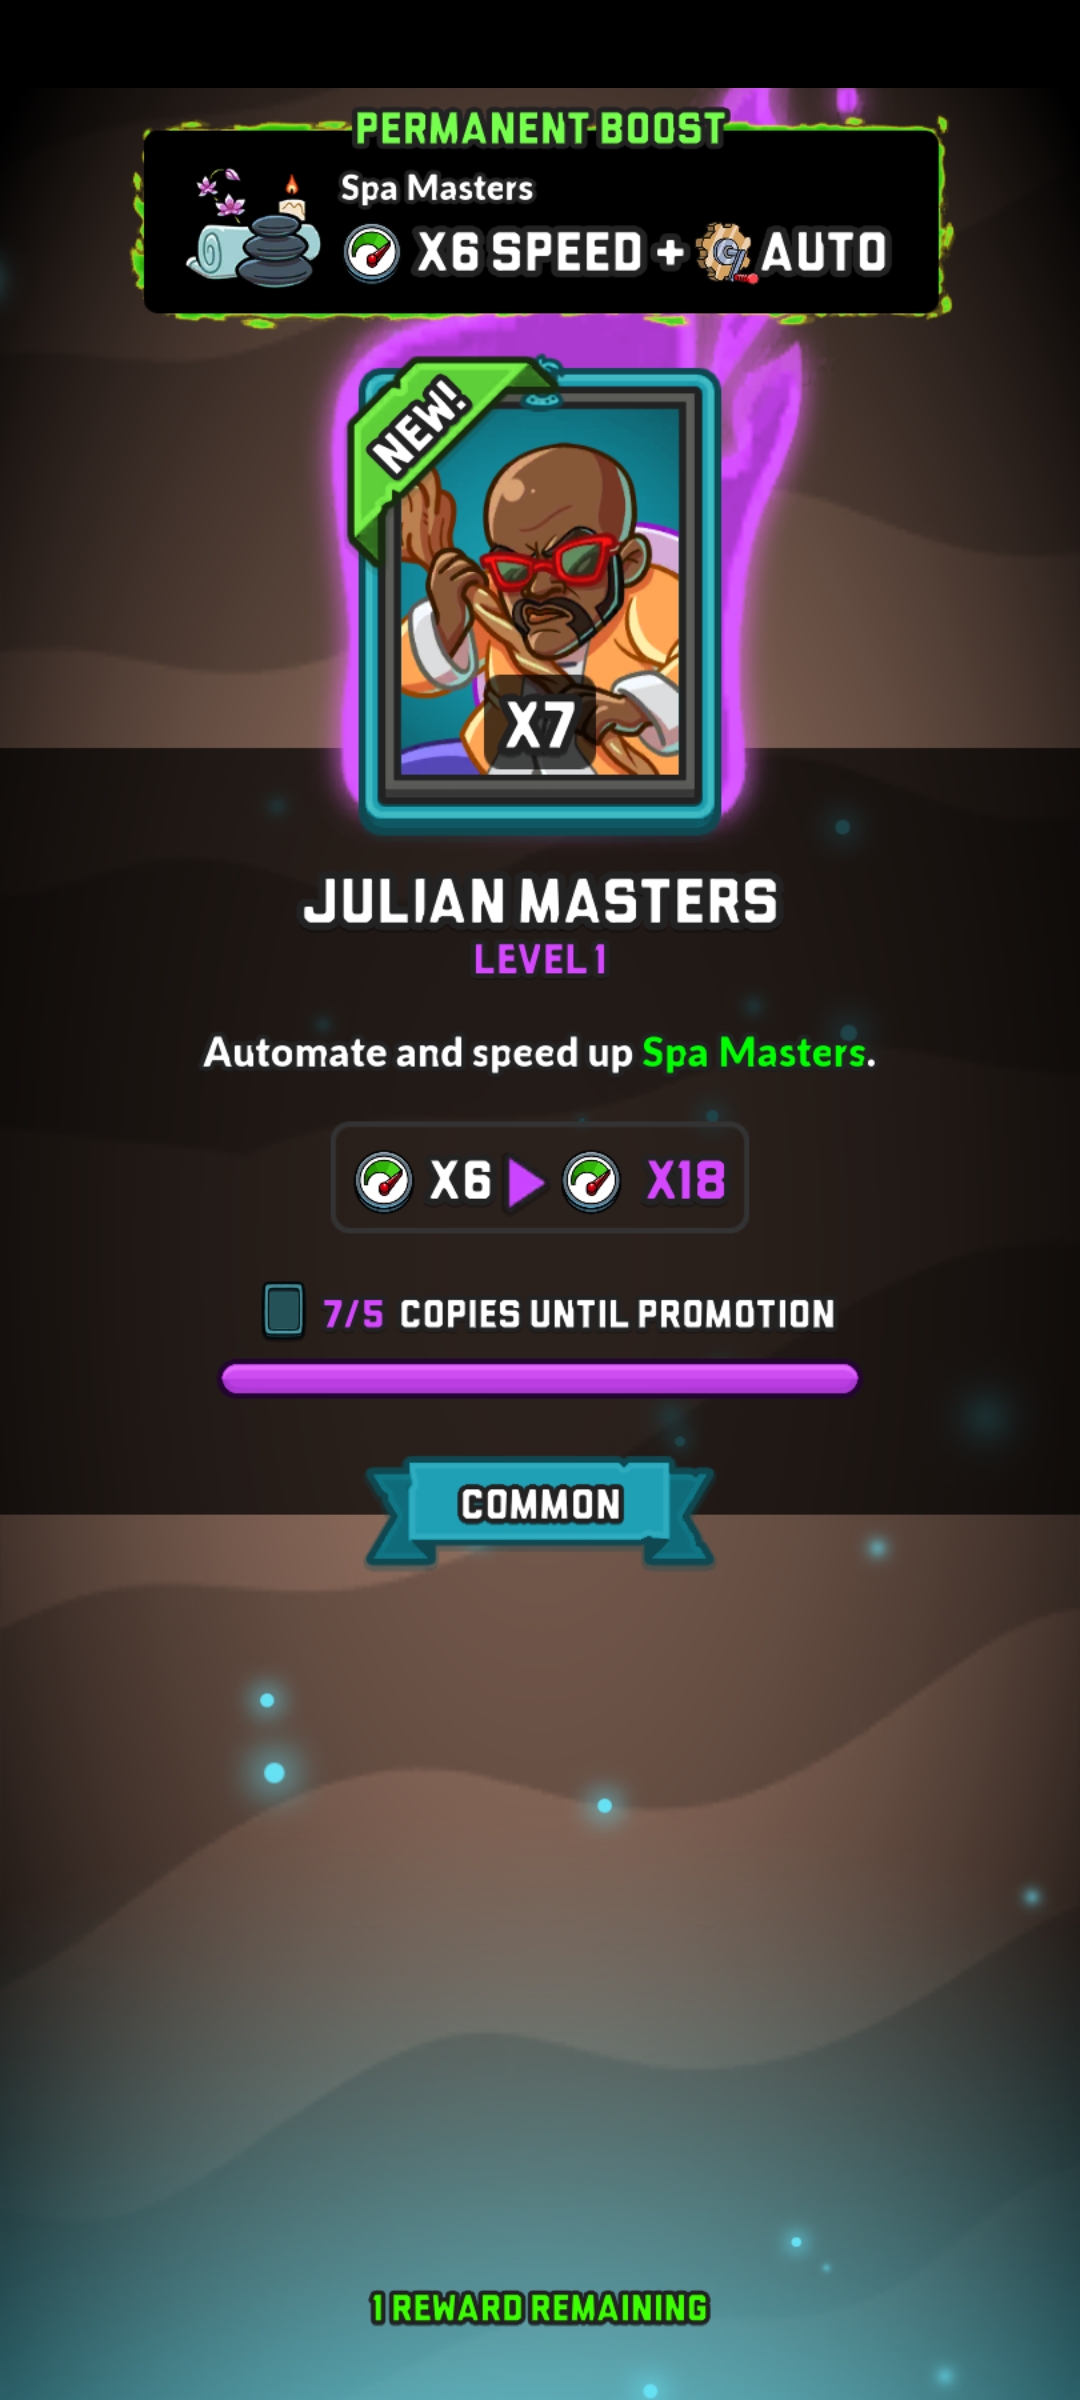 PERMANENT BOOST
Spa Masters
X6 SPEED + AUTO
NEW!
X7
JULIAN MASTERS
LEVEL 1
Automate and speed up Spa Masters.
X6 X18
7/5 COPIES UNTIL PROMOTION
COMMON
1 REWARD REMAINING